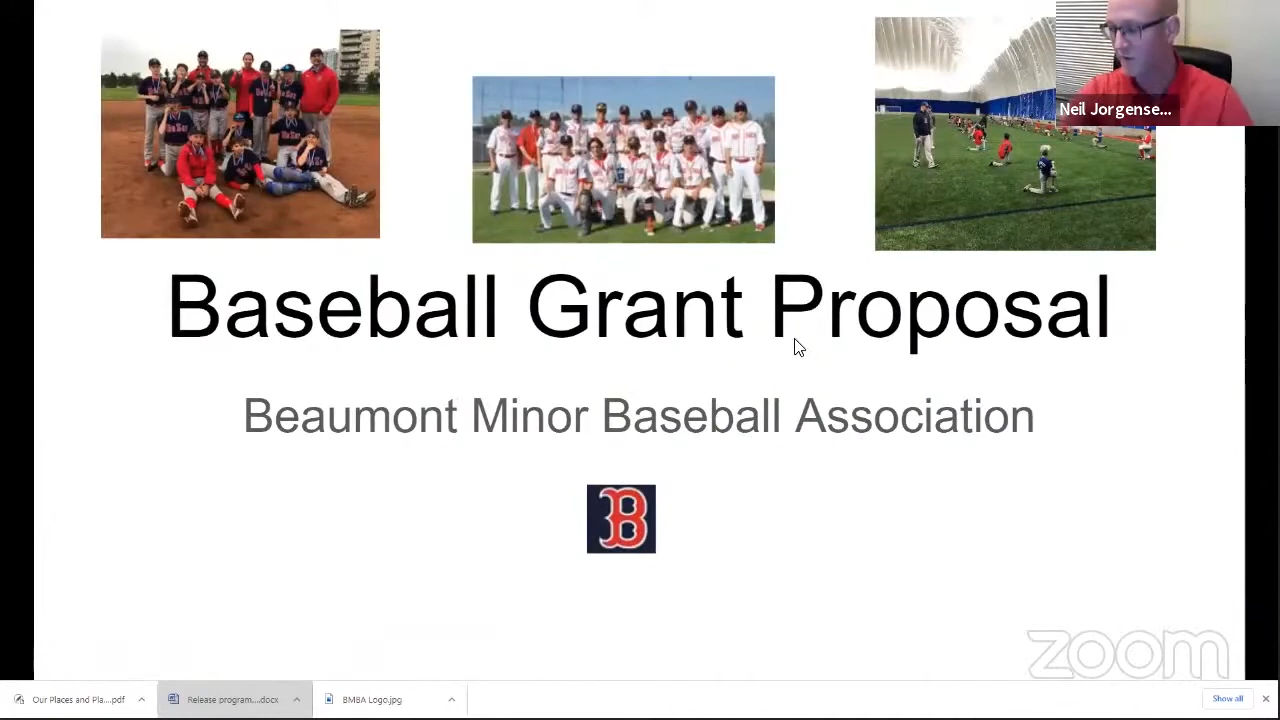 Neil Jorgense...
Baseball Grant Proposal
Beaumont Minor Baseball Association
B
zoom
Our Places and Pla....pdf
Release program....docx
BMBA Logo.jpg
Show all